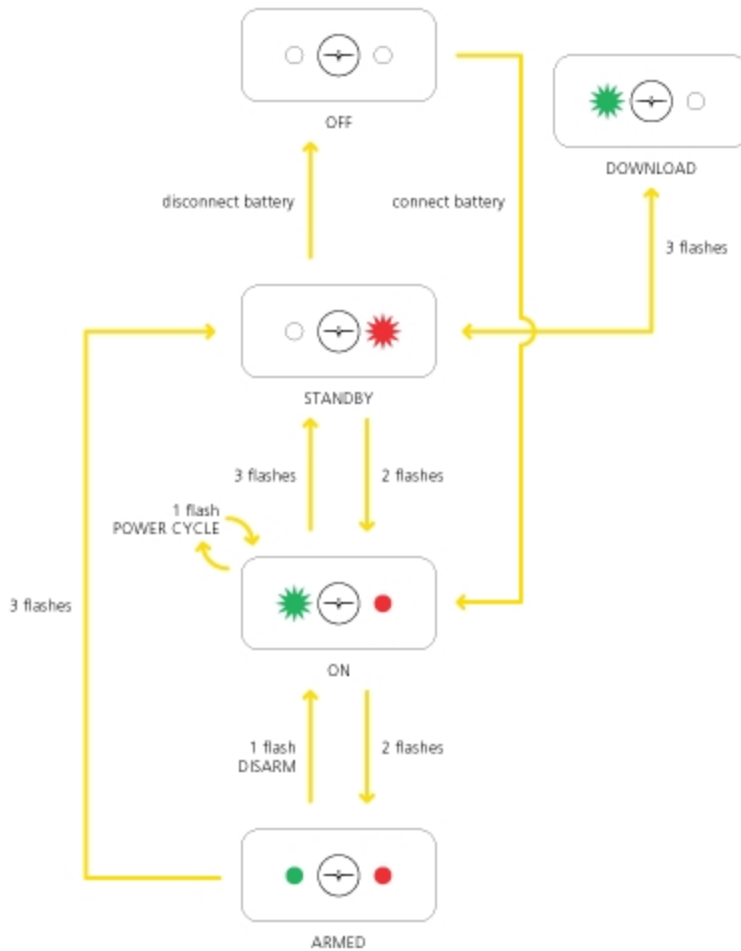 OFF
DOWNLOAD
disconnect battery
connect battery
3 flashes
STANDBY
3 flashes
2 flashes
1 flash
POWER CYCLE
3 flashes
ON
1 flash
DISARM
2 flashes
ARMED